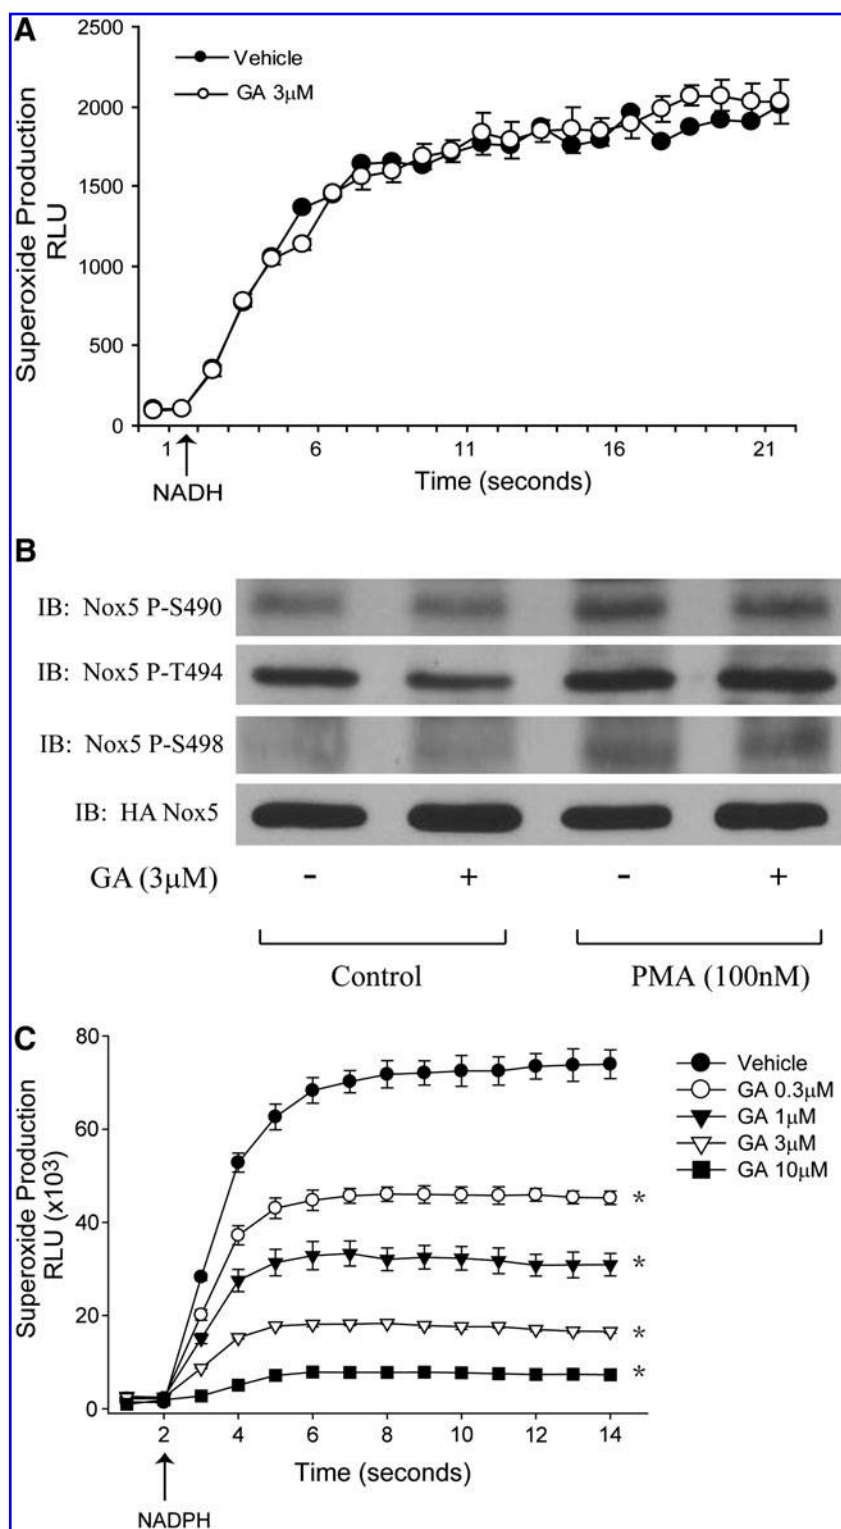 A
2500
2000
1500
1000
500
0
Superoxide Production
RLU
Vehicle
GA 3μM
1 6 11 16 21
NADH
Time (seconds)
B
IB: Nox5 P-S490
IB: Nox5 P-T494
IB: Nox5 P-S498
IB: HA Nox5
GA (3μM) - + - +
Control PMA (100nM)
C
80
60
40
20
0
Superoxide Production
RLU (x10³)
Vehicle
GA 0.3μM
GA 1μM
GA 3μM
GA 10μM
*
*
*
*
2 4 6 8 10 12 14
Time (seconds)
NADPH